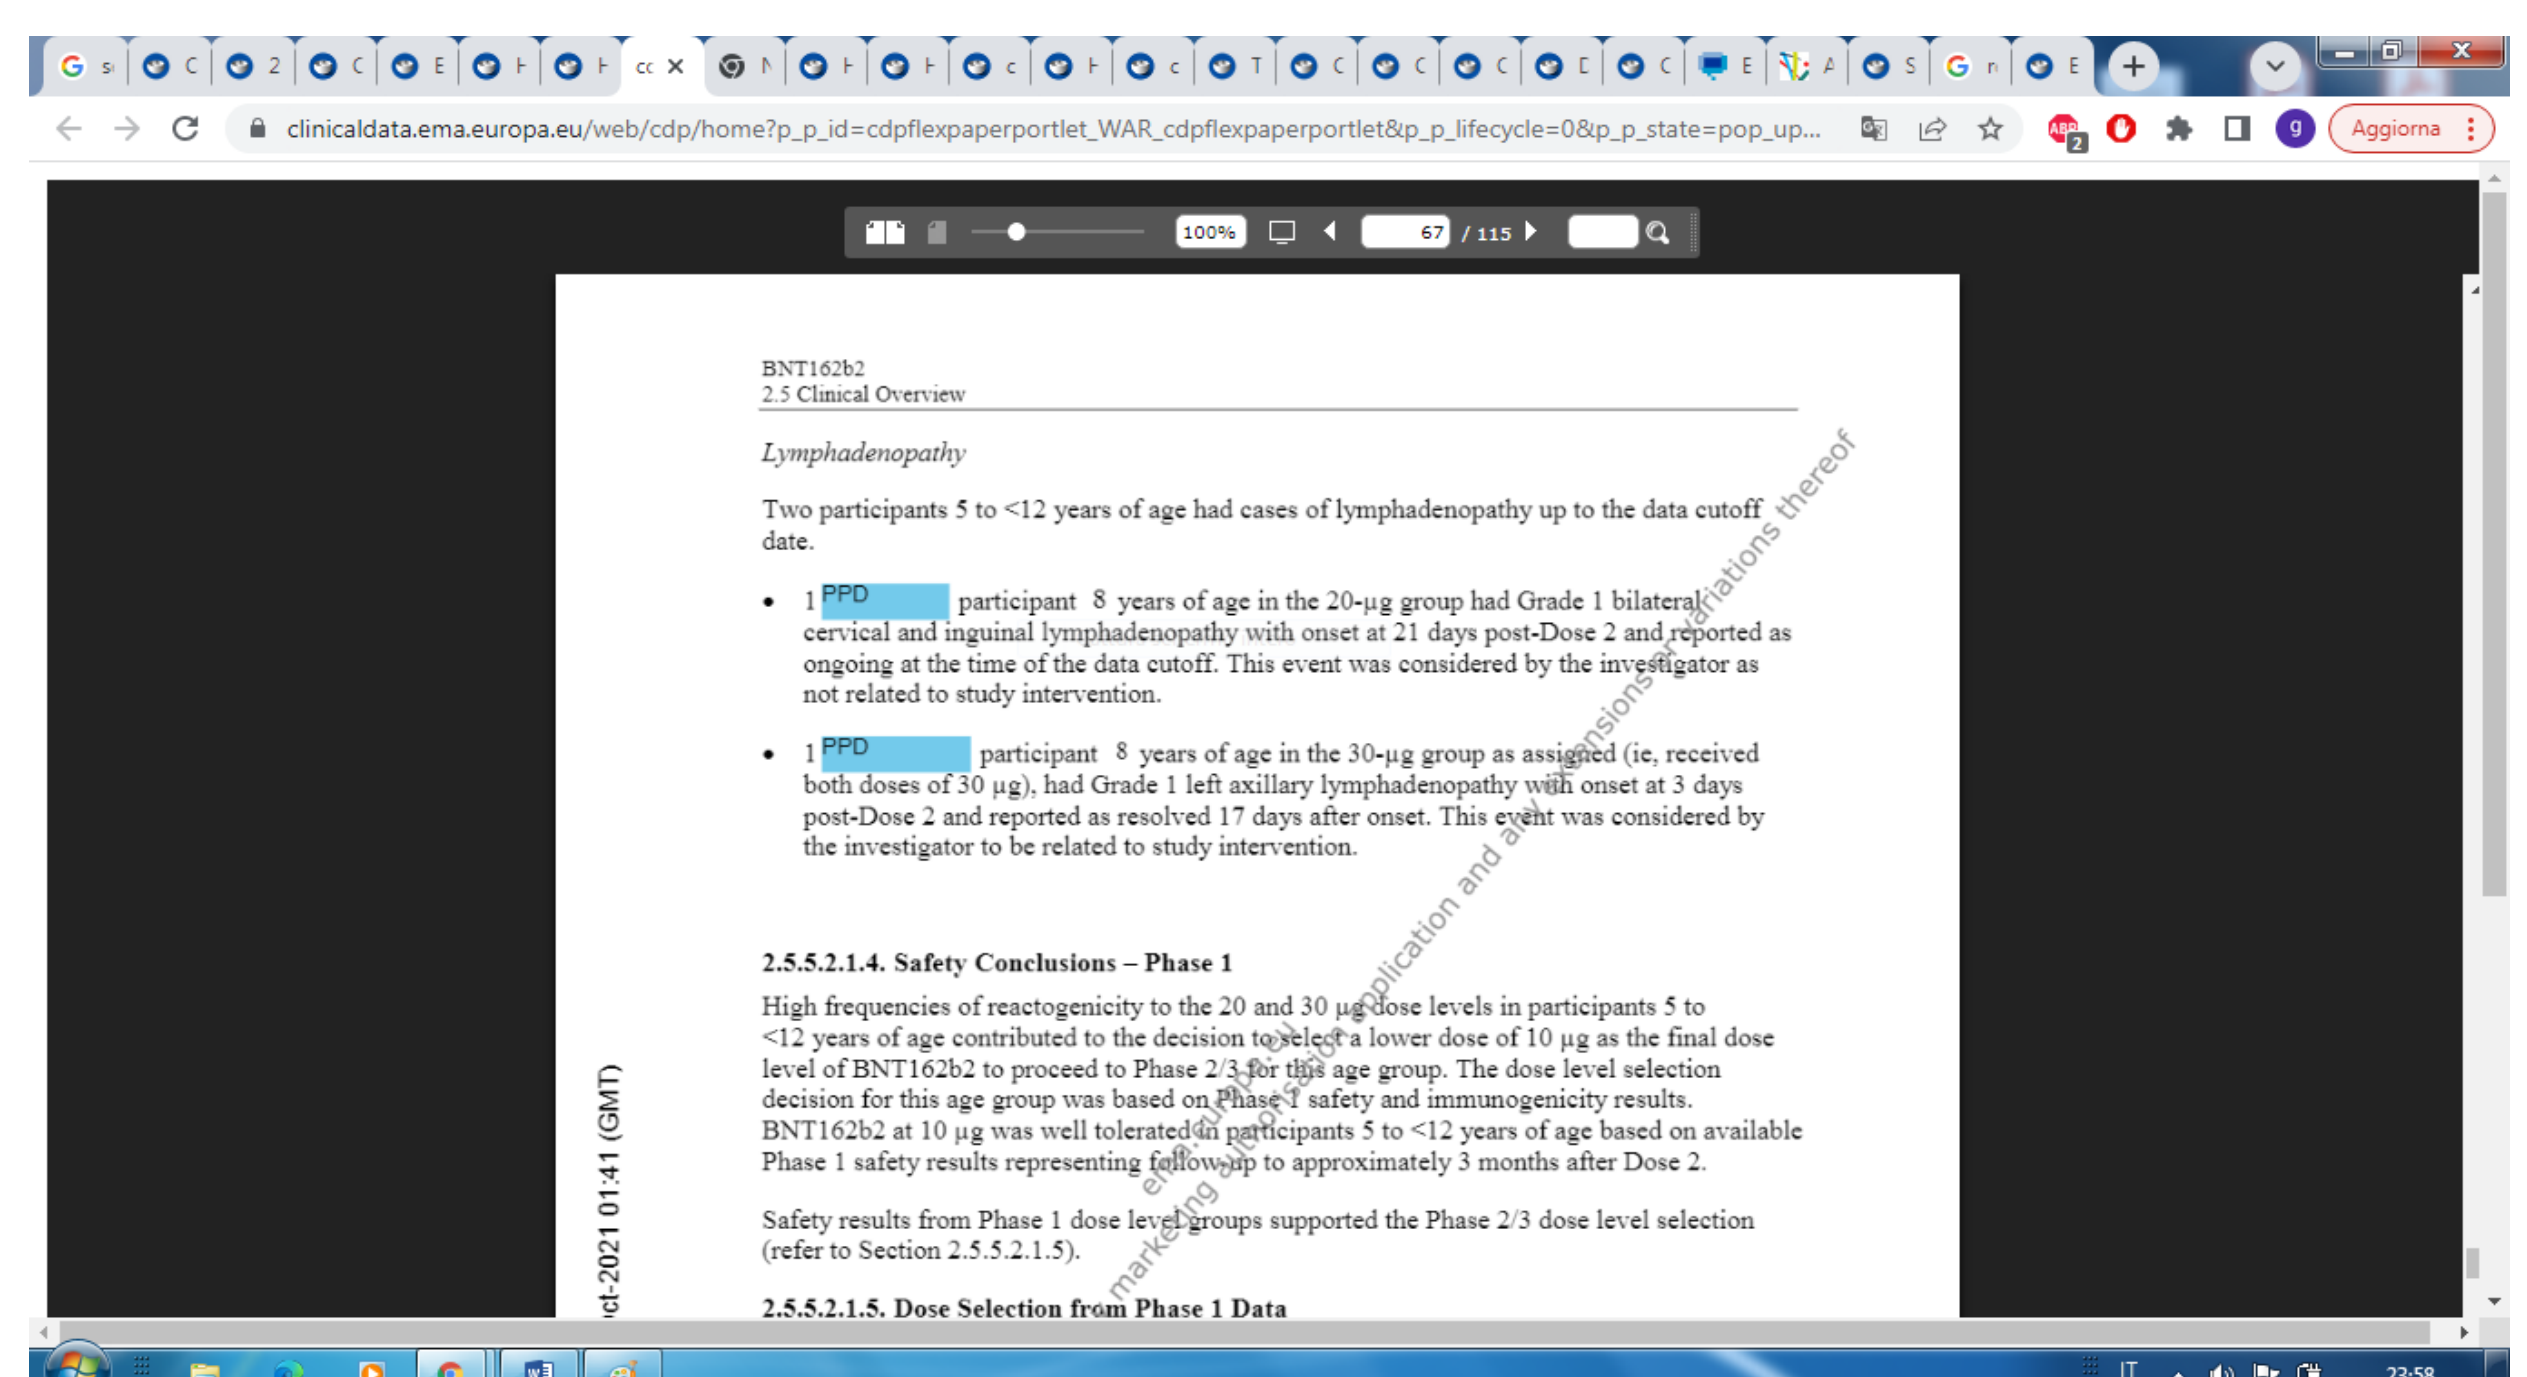 s
C
2
C
E
H
H
cc
N
H
H
c
H
c
T
C
C
C
D
C
E
A
S
E
clinicaldata.ema.europa.eu/web/cdp/home?p_p_id=cdpflexpaperportlet_WAR_cdpflexpaperportlet&p_p_lifecycle=0&p_p_state=pop_up...
ABP
2
g
Aggiorna
100%
67 / 115
BNT162b2
2.5 Clinical Overview
Lymphadenopathy
Two participants 5 to <12 years of age had cases of lymphadenopathy up to the data cutoff
date.
• 1 PPD participant 8 years of age in the 20-µg group had Grade 1 bilateral
cervical and inguinal lymphadenopathy with onset at 21 days post-Dose 2 and reported as
ongoing at the time of the data cutoff. This event was considered by the investigator as
not related to study intervention.
• 1 PPD participant 8 years of age in the 30-µg group as assigned (ie, received
both doses of 30 µg), had Grade 1 left axillary lymphadenopathy with onset at 3 days
post-Dose 2 and reported as resolved 17 days after onset. This event was considered by
the investigator to be related to study intervention.
2.5.5.2.1.4. Safety Conclusions – Phase 1
High frequencies of reactogenicity to the 20 and 30 µg dose levels in participants 5 to
<12 years of age contributed to the decision to select a lower dose of 10 µg as the final dose
level of BNT162b2 to proceed to Phase 2/3 for this age group. The dose level selection
decision for this age group was based on Phase 1 safety and immunogenicity results.
BNT162b2 at 10 µg was well tolerated in participants 5 to <12 years of age based on available
Phase 1 safety results representing follow-up to approximately 3 months after Dose 2.
Safety results from Phase 1 dose level groups supported the Phase 2/3 dose level selection
(refer to Section 2.5.5.2.1.5).
2.5.5.2.1.5. Dose Selection from Phase 1 Data
ct-2021 01:41 (GMT)
ema.europa.eu
marketing authorisation application and any extensions or variations thereof
IT
23:58